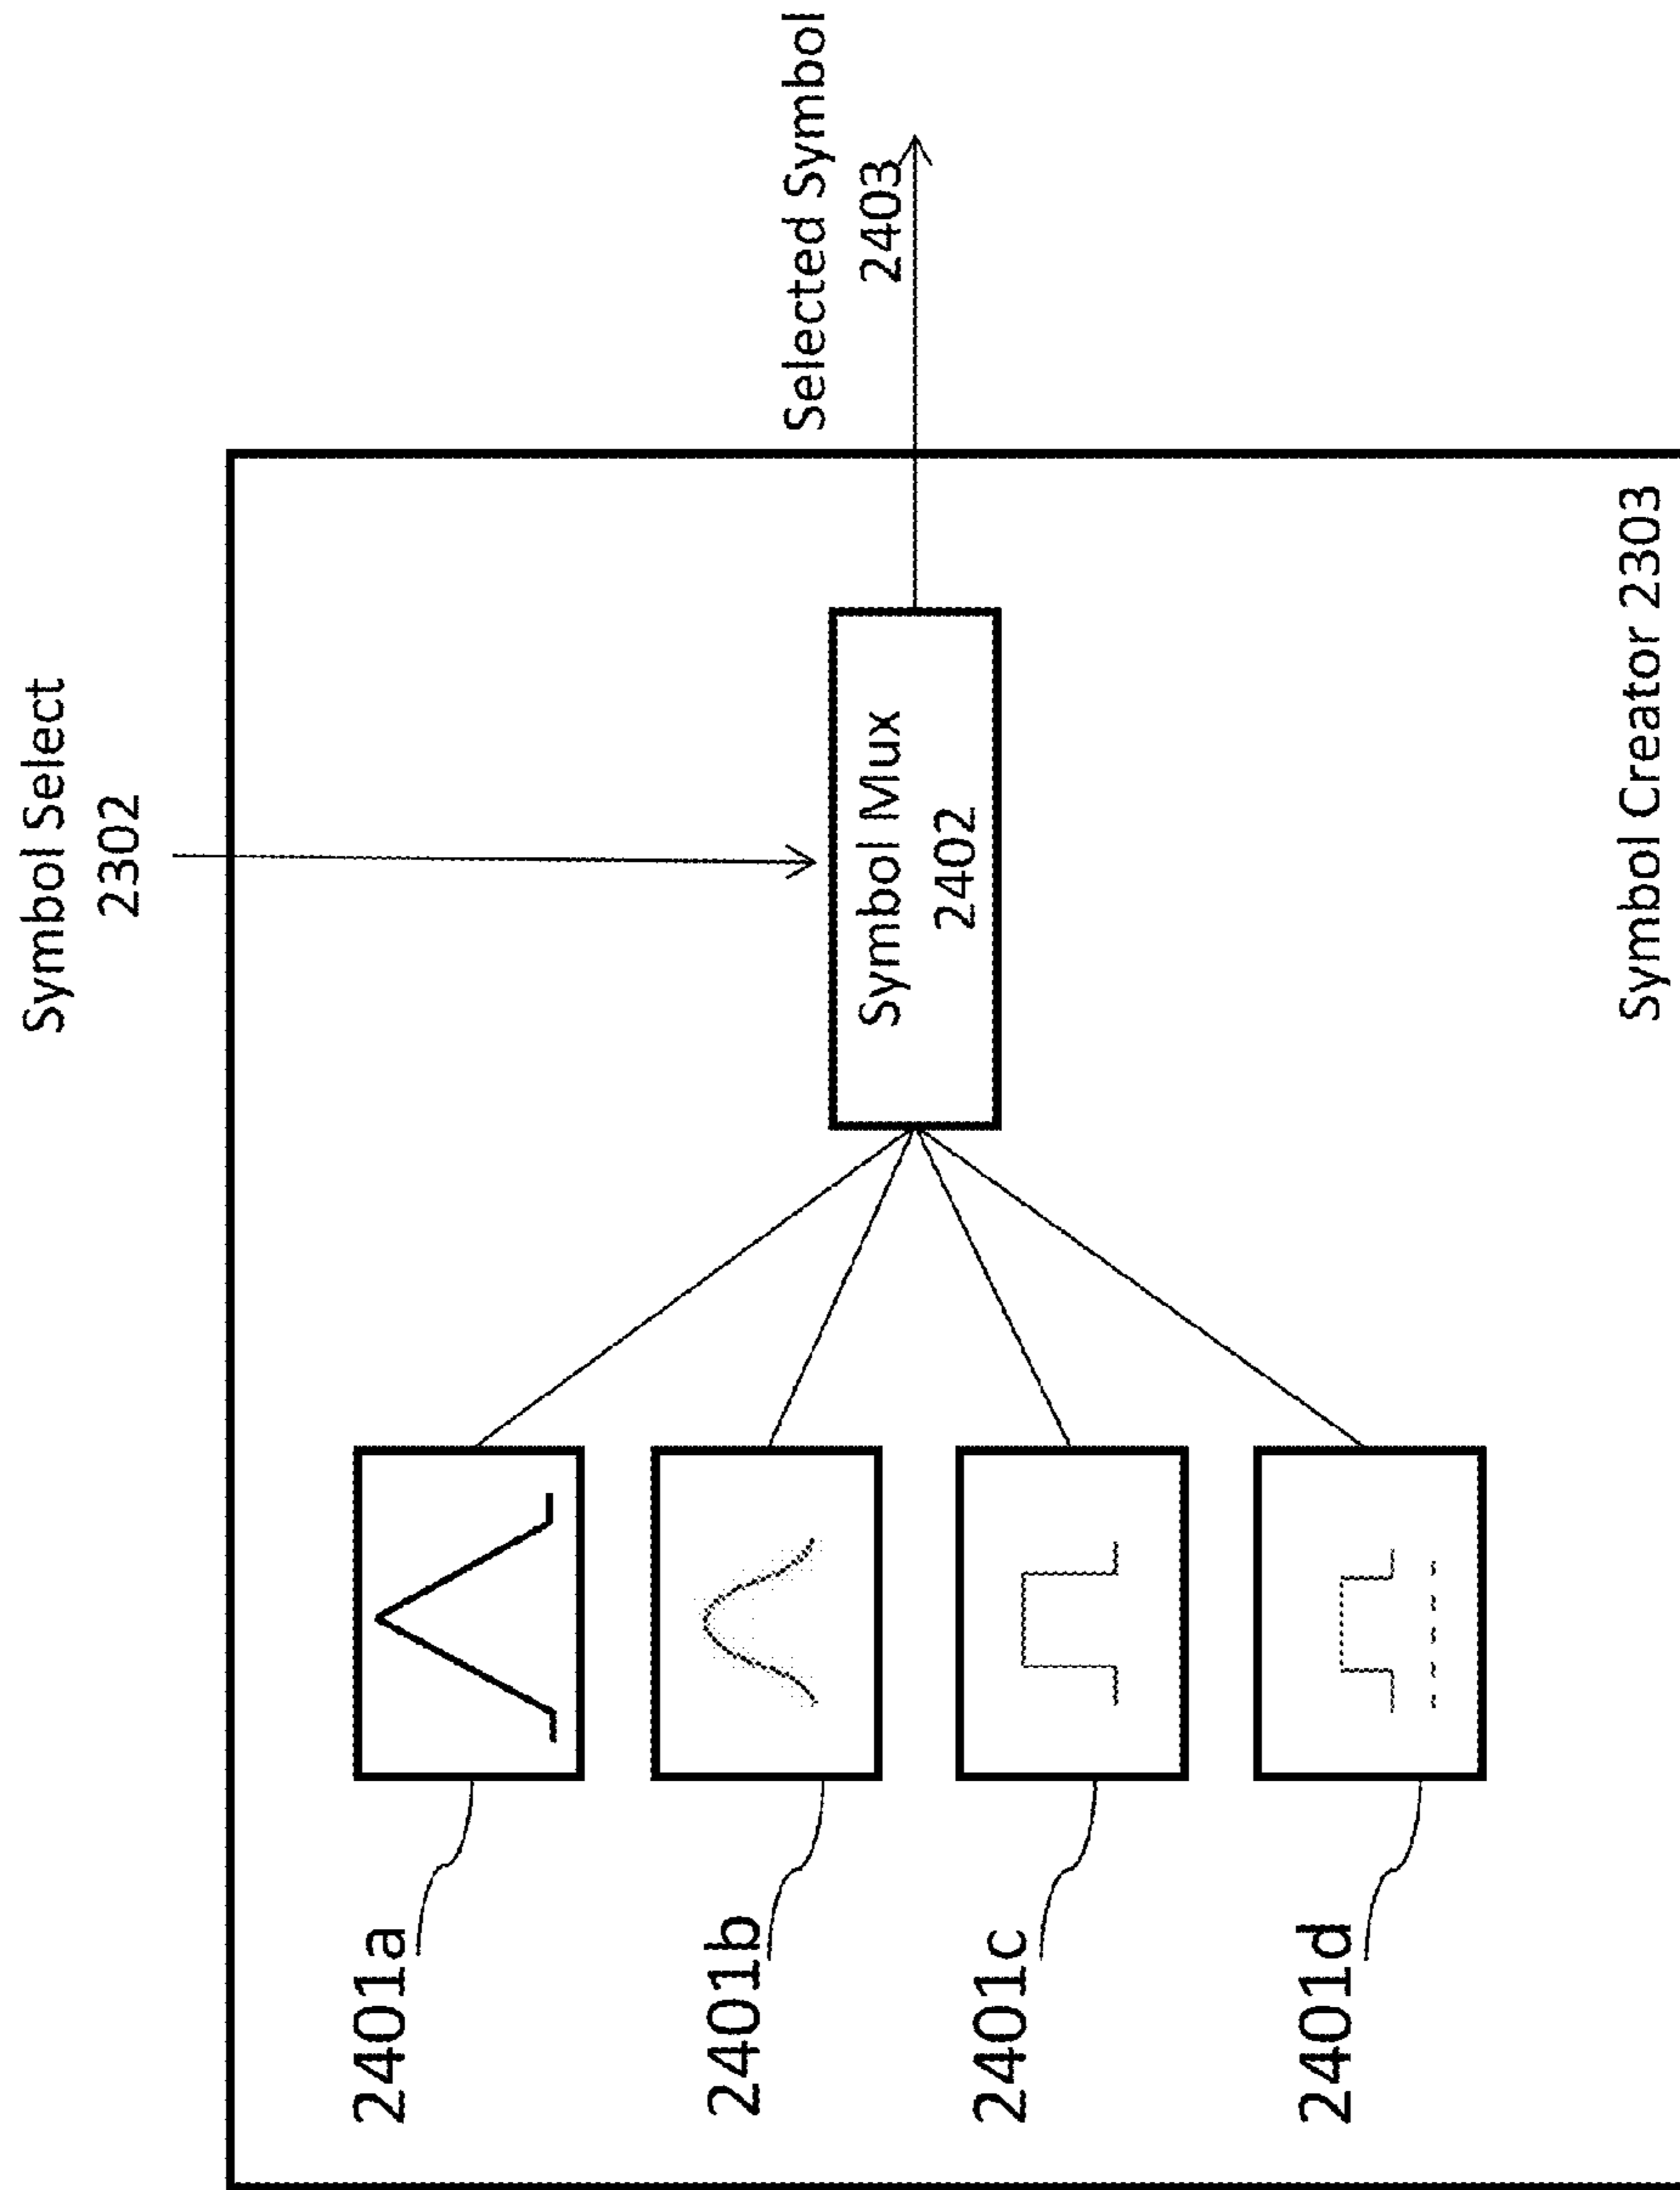 Symbol Select
2302
Selected Symbol
2403
2401a
2401b
2401c
2401d
Symbol Mux
2402
Symbol Creator 2303